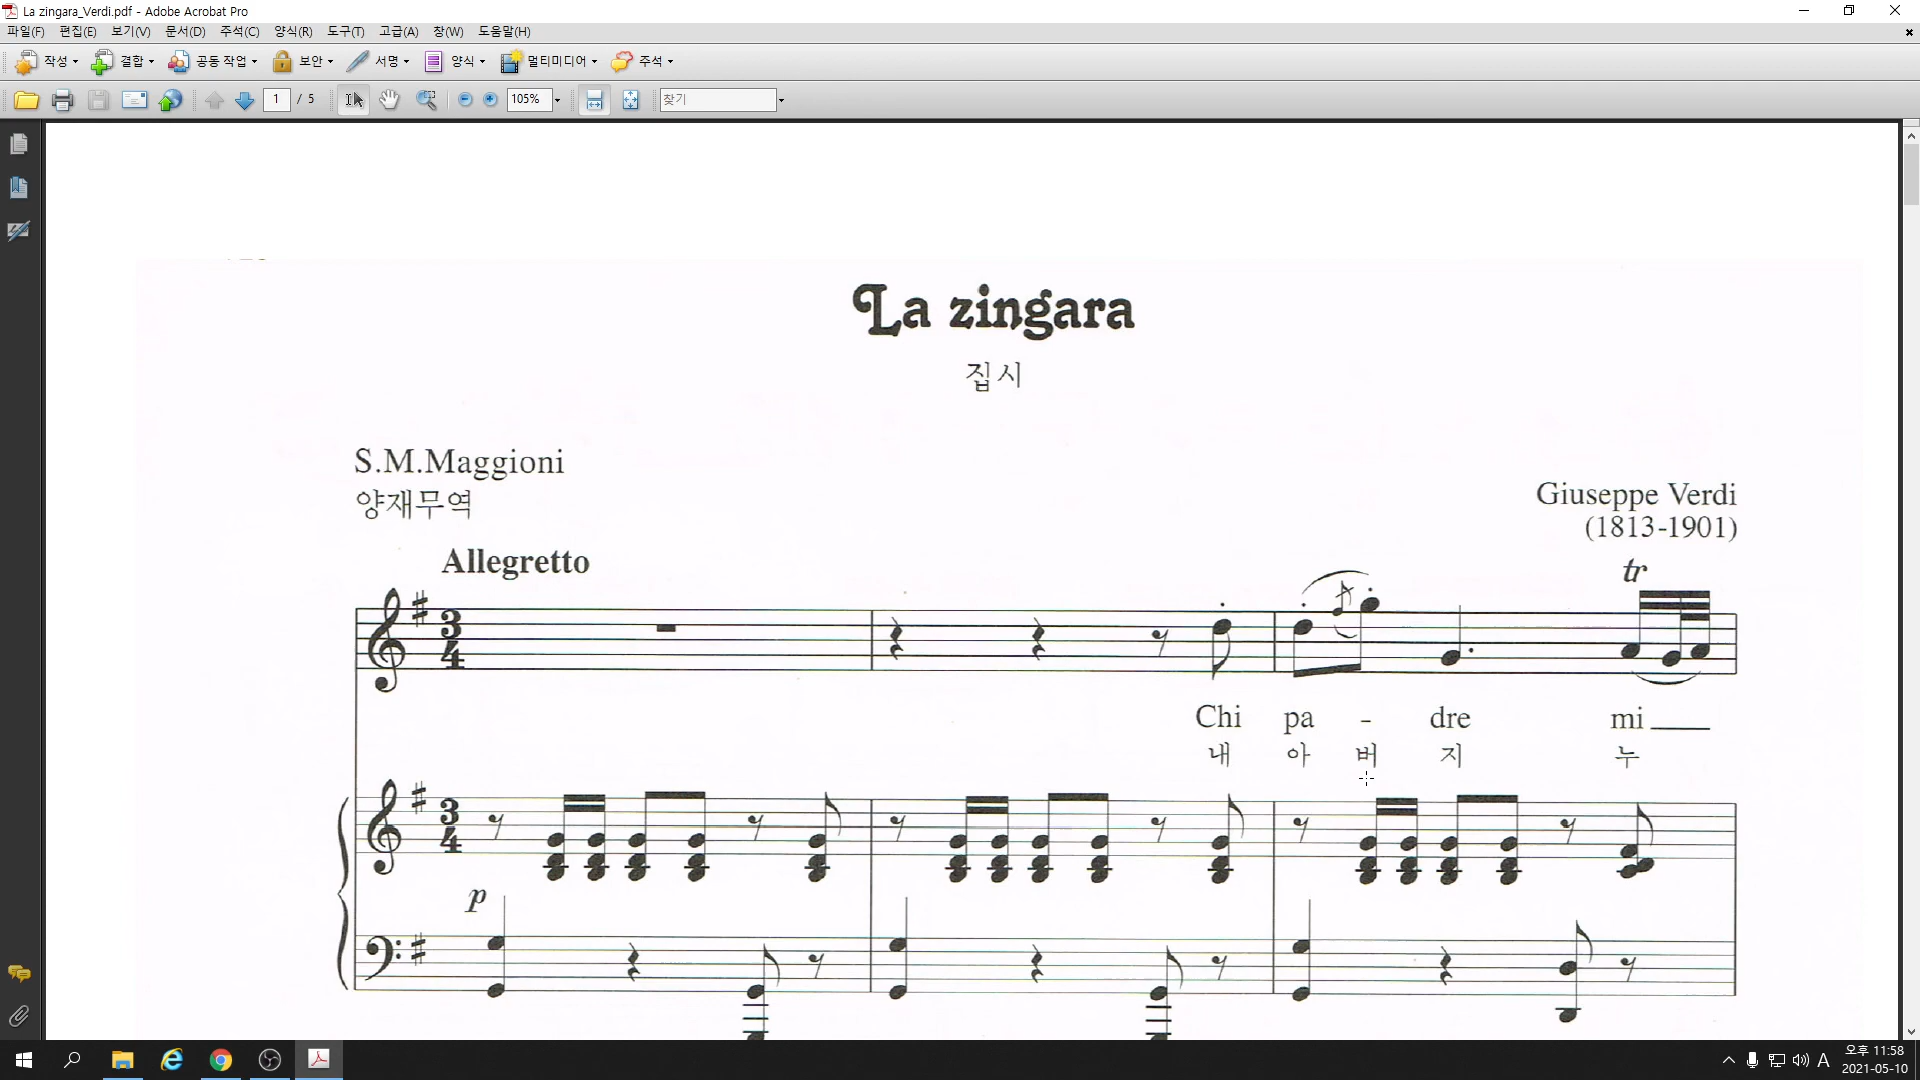 La zingara_Verdi.pdf - Adobe Acrobat Pro
파일(F) 편집(E) 보기(V) 문서(D) 주석(C) 양식(R) 도구(T) 고급(A) 창(W) 도움말(H)
작성 결합 공동 작업 보안 서명 양식 멀티미디어 주석
1 / 5 105% 찾기
La zingara
집시
S.M.Maggioni
양재무역
Giuseppe Verdi
(1813-1901)
Allegretto
tr
3
4
Chi pa - dre mi
내 아 버 지 누
3
4
p
A 오후 11:58
2021-05-10